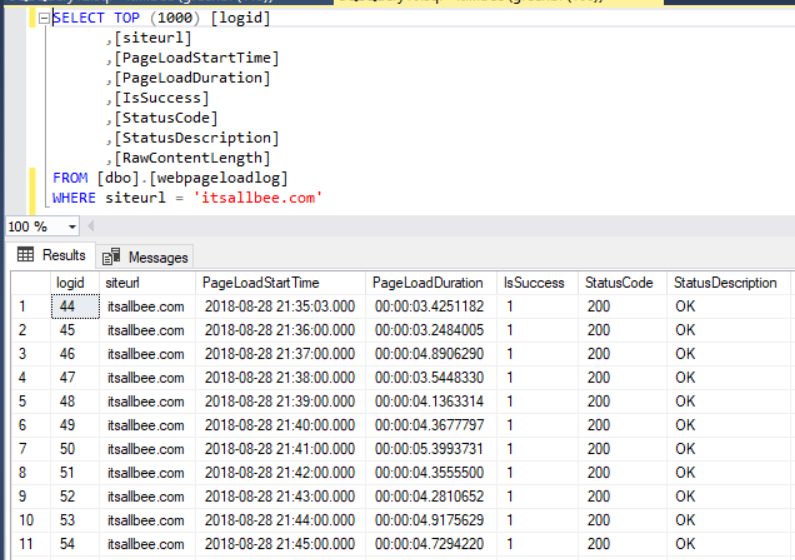 SELECT TOP (1000) [logid]
,[siteurl]
,[PageLoadStartTime]
,[PageLoadDuration]
,[IsSuccess]
,[StatusCode]
,[StatusDescription]
,[RawContentLength]
FROM [dbo].[webpageloadlog]
WHERE siteurl = 'itsallbee.com'
100 %
Results Messages
logid siteurl PageLoadStartTime PageLoadDuration IsSuccess StatusCode StatusDescription
1 44 itsallbee.com 2018-08-28 21:35:03.000 00:00:03.4251182 1 200 OK
2 45 itsallbee.com 2018-08-28 21:36:00.000 00:00:03.2484005 1 200 OK
3 46 itsallbee.com 2018-08-28 21:37:00.000 00:00:04.8906290 1 200 OK
4 47 itsallbee.com 2018-08-28 21:38:00.000 00:00:03.5448330 1 200 OK
5 48 itsallbee.com 2018-08-28 21:39:00.000 00:00:04.1363314 1 200 OK
6 49 itsallbee.com 2018-08-28 21:40:00.000 00:00:04.3677797 1 200 OK
7 50 itsallbee.com 2018-08-28 21:41:00.000 00:00:05.3993731 1 200 OK
8 51 itsallbee.com 2018-08-28 21:42:00.000 00:00:04.3555500 1 200 OK
9 52 itsallbee.com 2018-08-28 21:43:00.000 00:00:04.2810652 1 200 OK
10 53 itsallbee.com 2018-08-28 21:44:00.000 00:00:04.9175629 1 200 OK
11 54 itsallbee.com 2018-08-28 21:45:00.000 00:00:04.7294220 1 200 OK